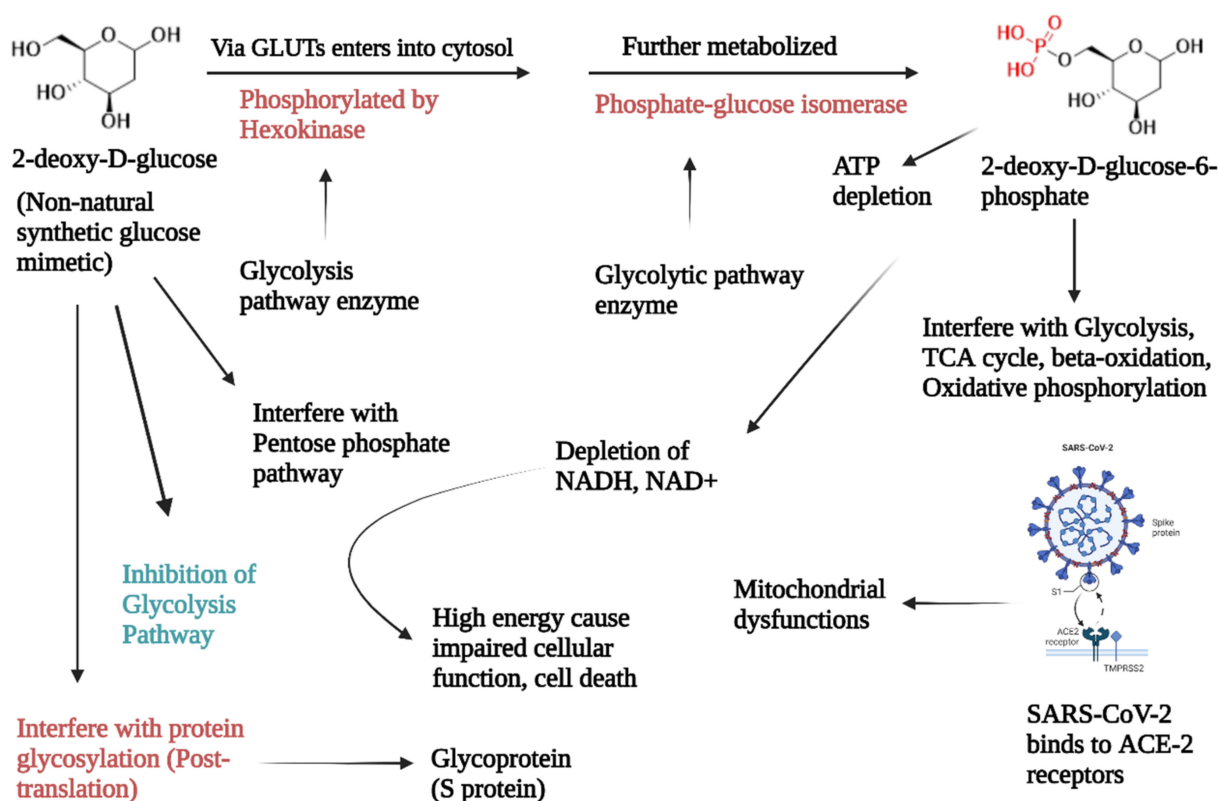 HO
O
OH
HO
OH
2-deoxy-D-glucose
(Non-natural
synthetic glucose
mimetic)
Via GLUTs enters into cytosol
Phosphorylated by
Hexokinase
Glycolysis
pathway enzyme
Further metabolized
Phosphate-glucose isomerase
Glycolytic pathway
enzyme
HO
O
P
HO
O
O
OH
HO
OH
2-deoxy-D-glucose-6-
phosphate
ATP
depletion
Interfere with Glycolysis,
TCA cycle, beta-oxidation,
Oxidative phosphorylation
Interfere with
Pentose phosphate
pathway
Depletion of
NADH, NAD+
Inhibition of
Glycolysis
Pathway
High energy cause
impaired cellular
function, cell death
Mitochondrial
dysfunctions
SARS-CoV-2
Spike
protein
S1
ACE2
receptor
TMPRSS2
SARS-CoV-2
binds to ACE-2
receptors
Interfere with protein
glycosylation (Post-
translation)
Glycoprotein
(S protein)